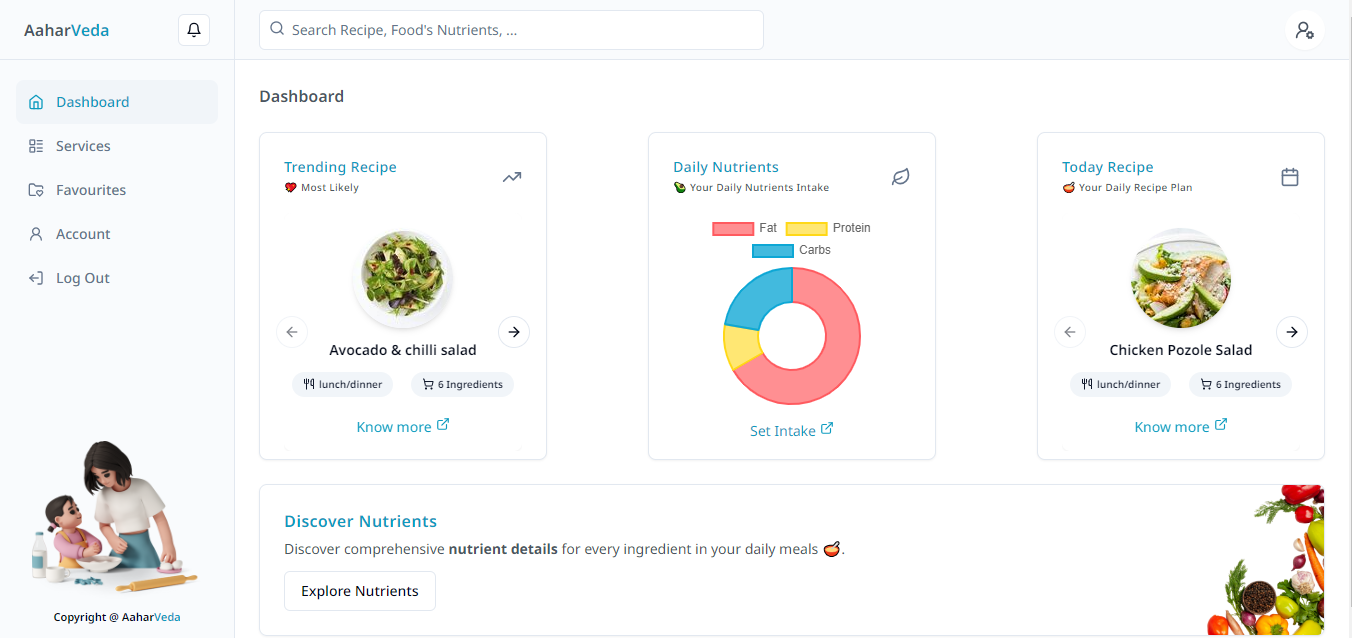 AaharVeda
Search Recipe, Food's Nutrients, ...
Dashboard
Services
Favourites
Account
Log Out
Copyright @ AaharVeda
Dashboard
Trending Recipe
💖 Most Likely
Avocado & chilli salad
lunch/dinner
6 Ingredients
Know more
Daily Nutrients
🥑 Your Daily Nutrients Intake
Fat
Protein
Carbs
Set Intake
Today Recipe
🍲 Your Daily Recipe Plan
Chicken Pozole Salad
lunch/dinner
6 Ingredients
Know more
Discover Nutrients
Discover comprehensive nutrient details for every ingredient in your daily meals 🍲.
Explore Nutrients